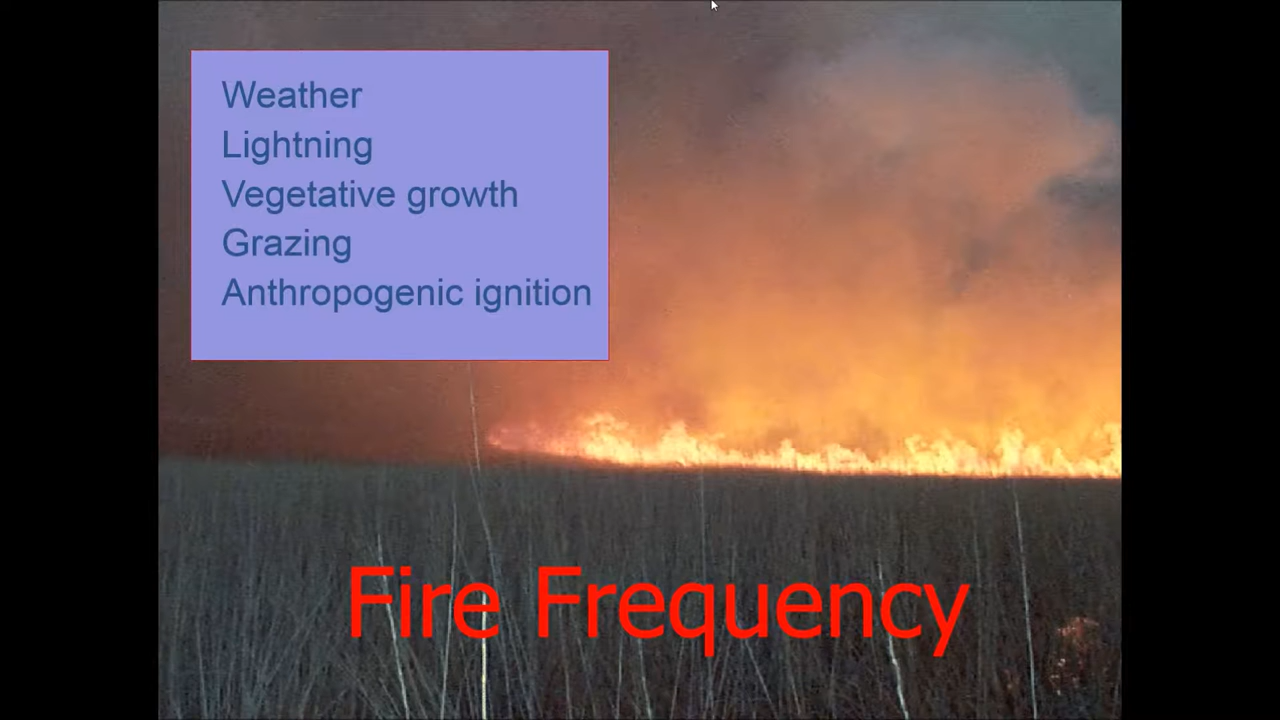 Weather
Lightning
Vegetative growth
Grazing
Anthropogenic ignition
Fire Frequency